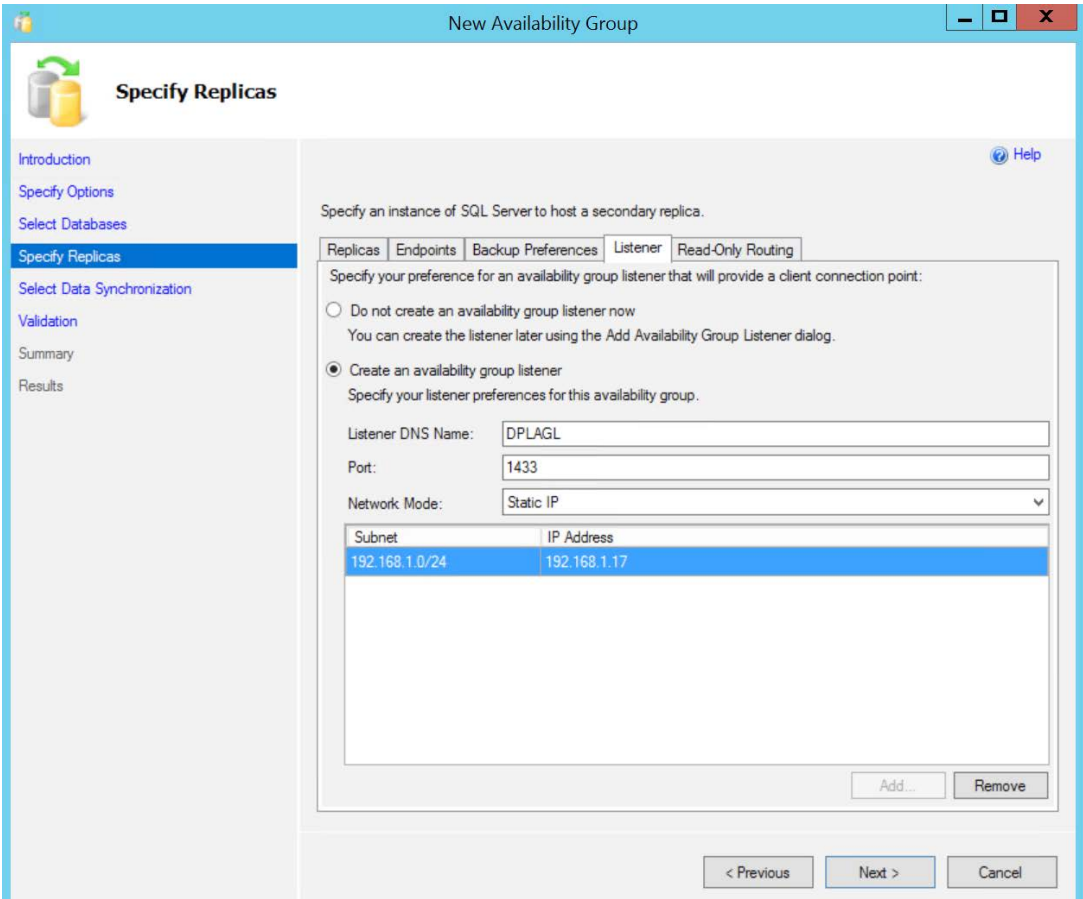 New Availability Group
X
Specify Replicas
Introduction
Specify Options
Select Databases
Specify Replicas
Select Data Synchronization
Validation
Summary
Results
Help
Specify an instance of SQL Server to host a secondary replica.
Replicas Endpoints Backup Preferences Listener Read-Only Routing
Specify your preference for an availability group listener that will provide a client connection point:
Do not create an availability group listener now
You can create the listener later using the Add Availability Group Listener dialog.
Create an availability group listener
Specify your listener preferences for this availability group.
Listener DNS Name: DPLAGL
Port: 1433
Network Mode: Static IP
Subnet IP Address
192.168.1.0/24 192.168.1.17
Add... Remove
< Previous Next > Cancel